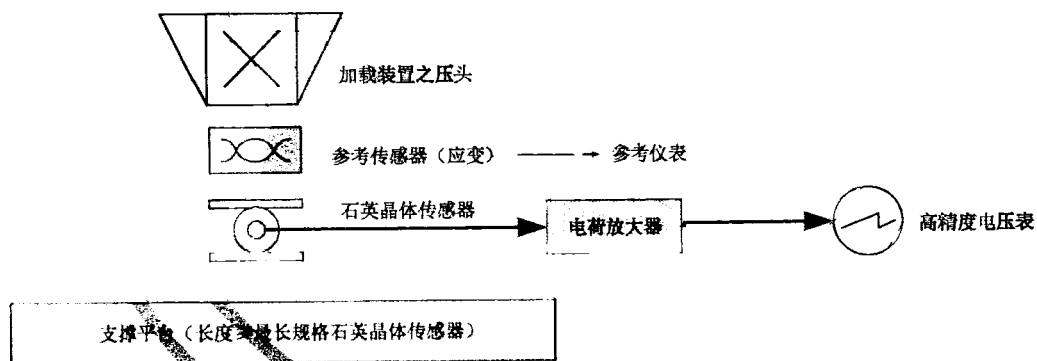 加载装置之压头
参考传感器（应变） → 参考仪表
石英晶体传感器
电荷放大器
高精度电压表
支撑平台（长度 最长规格石英晶体传感器）